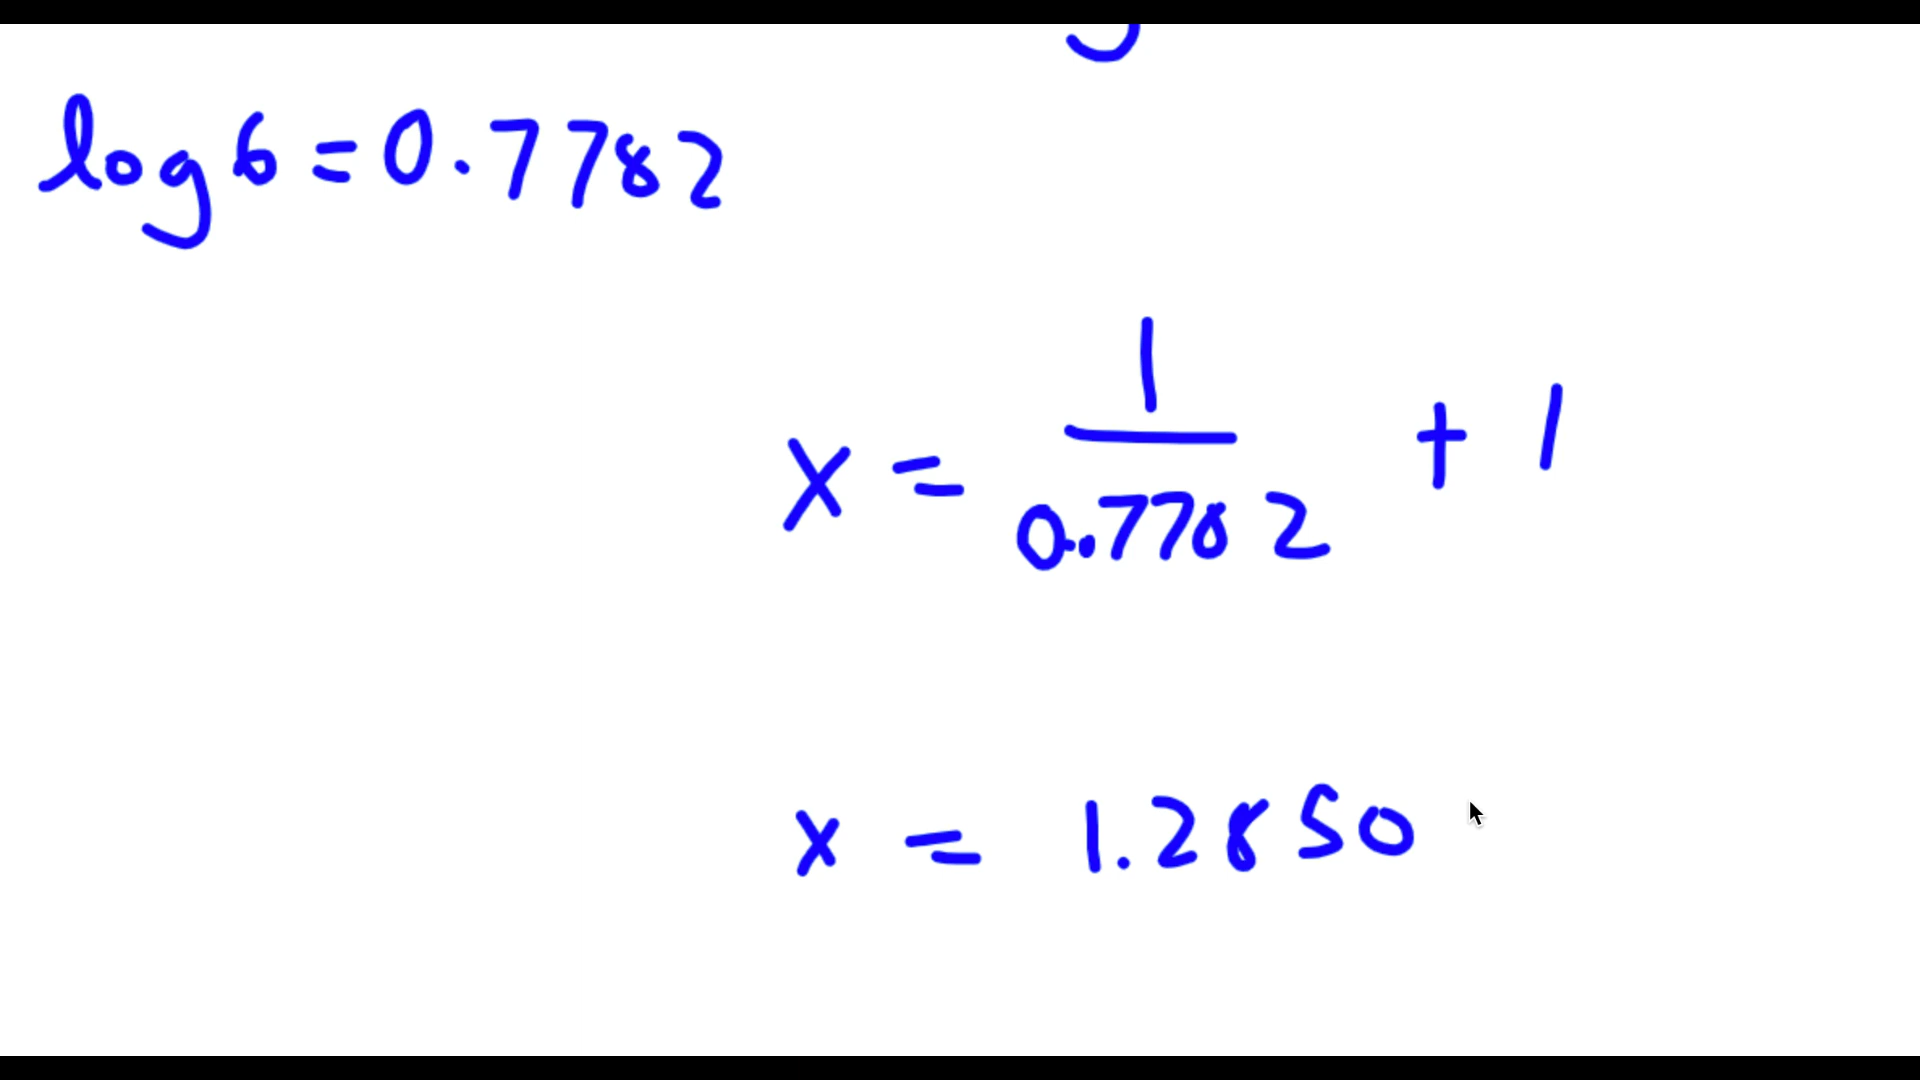 log 6 = 0.7782
x = 1/0.7782 + 1
x = 1.2850